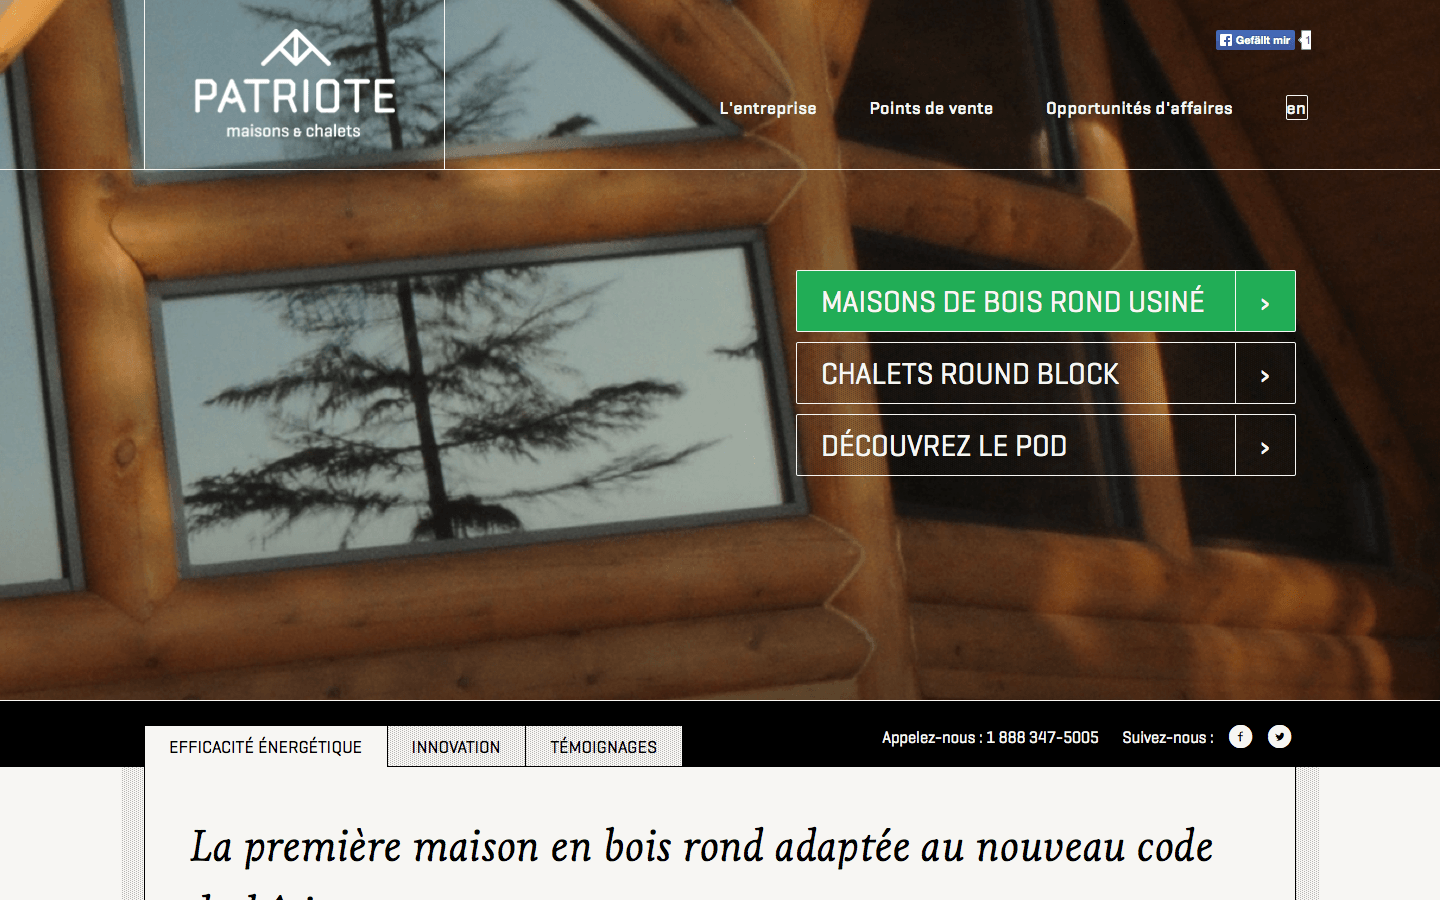 PATRIOTE
maisons & chalets
Gefällt mir
1
L'entreprise
Points de vente
Opportunités d'affaires
en
MAISONS DE BOIS ROND USINÉ
CHALETS ROUND BLOCK
DÉCOUVREZ LE POD
EFFICACITÉ ÉNERGÉTIQUE
INNOVATION
TÉMOIGNAGES
Appelez-nous : 1 888 347-5005
Suivez-nous :
La première maison en bois rond adaptée au nouveau code